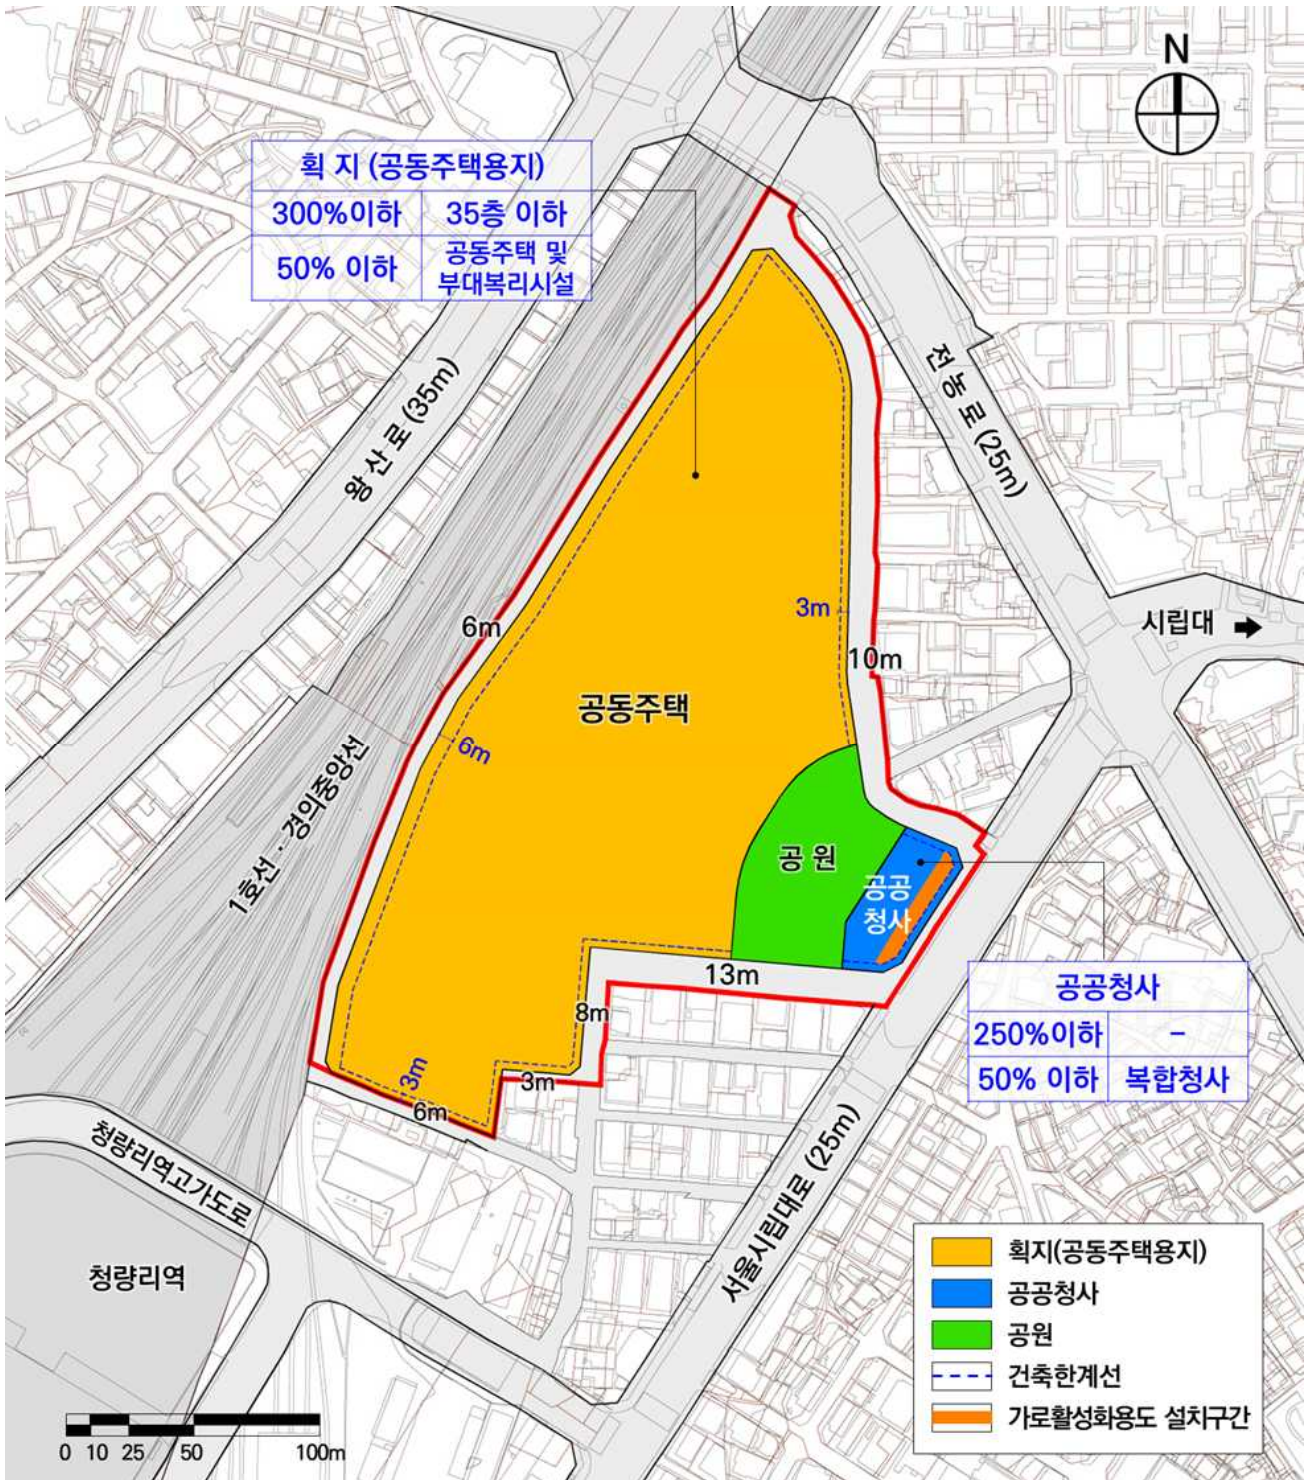 N
획 지 (공동주택용지)
300%이하 35층 이하
50% 이하 공동주택 및
부대복리시설
왕산로 (35m)
전농로 (25m)
시립대
6m
3m
10m
공동주택
6m
1호선 · 경의중앙선
공 원
공공
청사
13m
8m
공공청사
250%이하 -
50% 이하 복합청사
3m
3m
6m
청량리역고가도로
서울시립대로 (25m)
청량리역
획지(공동주택용지)
공공청사
공원
건축한계선
가로활성화용도 설치구간
0 10 25 50 100m